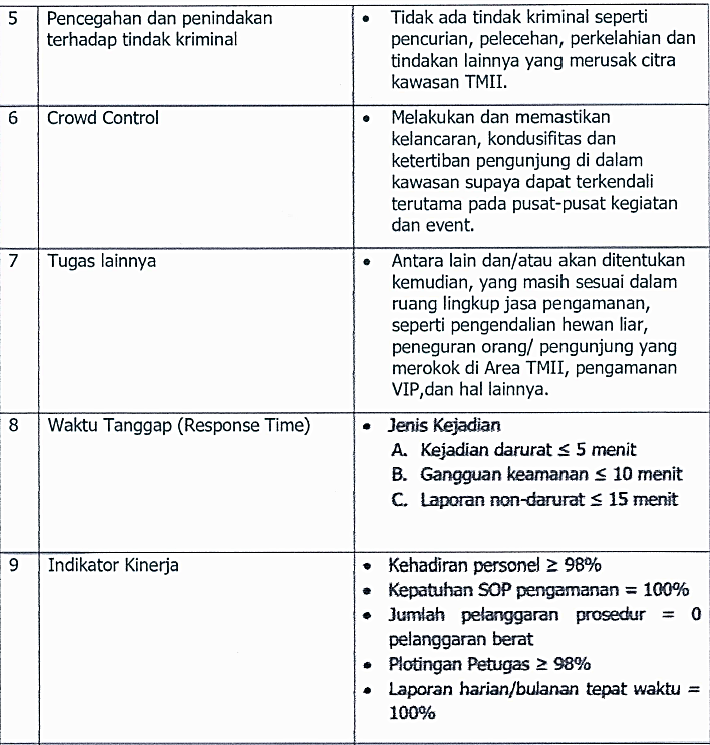 5 Pencegahan dan penindakan
terhadap tindak kriminal
• Tidak ada tindak kriminal seperti
pencurian, pelecehan, perkelahian dan
tindakan lainnya yang merusak citra
kawasan TMII.
6 Crowd Control
• Melakukan dan memastikan
kelancaran, kondusifitas dan
ketertiban pengunjung di dalam
kawasan supaya dapat terkendali
terutama pada pusat-pusat kegiatan
dan event.
7 Tugas lainnya
• Antara lain dan/atau akan ditentukan
kemudian, yang masih sesuai dalam
ruang lingkup jasa pengamanan,
seperti pengendalian hewan liar,
peneguran orang/ pengunjung yang
merokok di Area TMII, pengamanan
VIP,dan hal lainnya.
8 Waktu Tanggap (Response Time)
• Jenis Kejadian
A. Kejadian darurat ≤ 5 menit
B. Gangguan keamanan ≤ 10 menit
C. Laporan non-darurat ≤ 15 menit
9 Indikator Kinerja
• Kehadiran personel ≥ 98%
• Kepatuhan SOP pengamanan = 100%
• Jumlah pelanggaran prosedur = 0
pelanggaran berat
• Plotingan Petugas ≥ 98%
• Laporan harian/bulanan tepat waktu =
100%